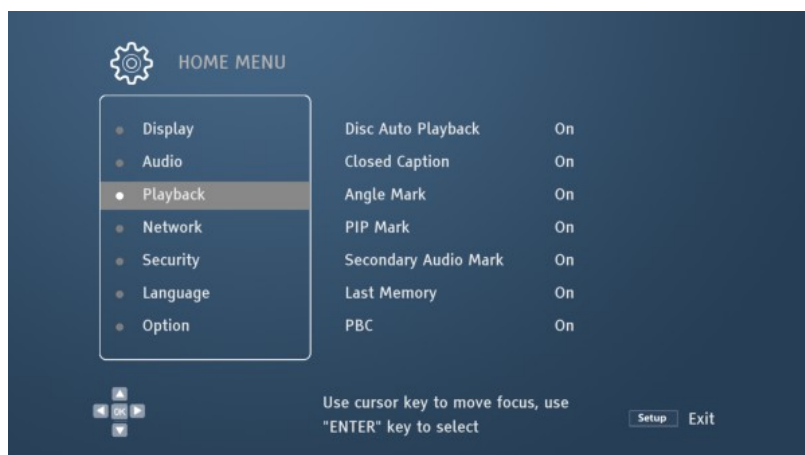 HOME MENU
Display
Audio
Playback
Network
Security
Language
Option
Disc Auto Playback On
Closed Caption On
Angle Mark On
PIP Mark On
Secondary Audio Mark On
Last Memory On
PBC On
OK
Use cursor key to move focus, use
"ENTER" key to select
Setup Exit